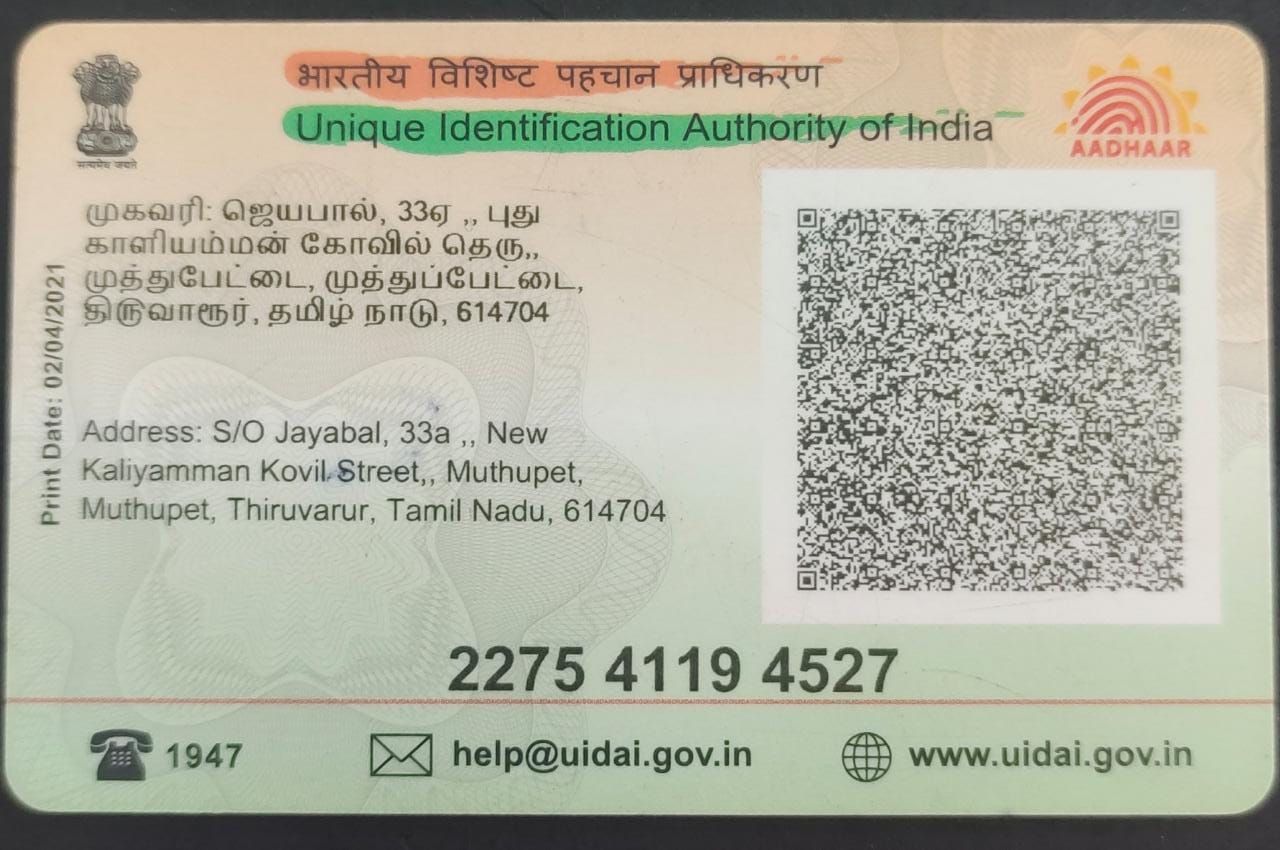 भारतीय विशिष्ट पहचान प्राधिकरण
Unique Identification Authority of India
सत्यमेव जयते
AADHAAR
முகவரி: ஜெயபால், 33ஏ ,, புது
காளியம்மன் கோவில் தெரு,,
முத்துபேட்டை, முத்துப்பேட்டை,
திருவாரூர், தமிழ் நாடு, 614704
Print Date: 02/04/2021
Address: S/O Jayabal, 33a ,, New
Kaliyamman Kovil Street,, Muthupet,
Muthupet, Thiruvarur, Tamil Nadu, 614704
2275 4119 4527
1947
help@uidai.gov.in
www.uidai.gov.in